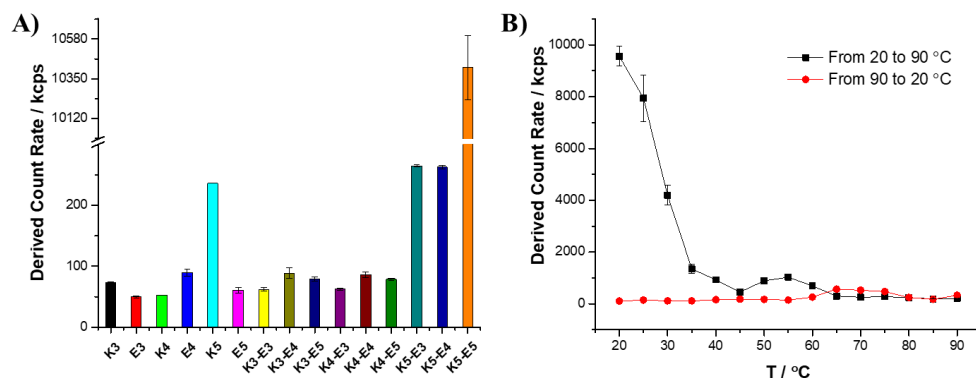 A)
Derived Count Rate / kcps
10580
10350
10120
200
100
0
K3
E3
K4
E4
K5
E5
K3-E3
K3-E4
K3-E5
K4-E3
K4-E4
K4-E5
K5-E3
K5-E4
K5-E5
B)
Derived Count Rate / kcps
10000
8000
6000
4000
2000
0
From 20 to 90 °C
From 90 to 20 °C
20 30 40 50 60 70 80 90
T / °C